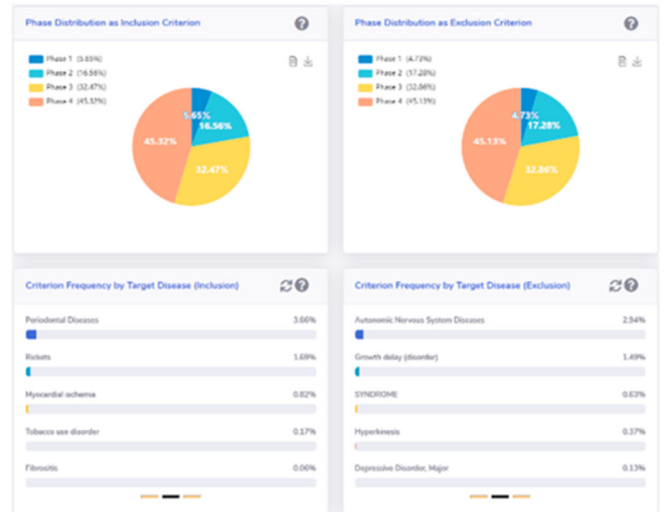 Phase Distribution as Inclusion Criterion
Phase 1 (5.65%)
Phase 2 (16.56%)
Phase 3 (32.47%)
Phase 4 (45.32%)
5.65%
16.56%
45.32%
32.47%
Phase Distribution as Exclusion Criterion
Phase 1 (4.73%)
Phase 2 (17.28%)
Phase 3 (32.86%)
Phase 4 (45.13%)
4.73%
17.28%
45.13%
32.86%
Criterion Frequency by Target Disease (Inclusion)
Periodontal Diseases 3.66%
Rickets 1.69%
Myocardial ischemia 0.82%
Tobacco use disorder 0.17%
Fibrositis 0.06%
Criterion Frequency by Target Disease (Exclusion)
Autonomic Nervous System Diseases 2.94%
Growth delay (disorder) 1.49%
SYNDROME 0.63%
Hyperkinesis 0.37%
Depressive Disorder, Major 0.13%